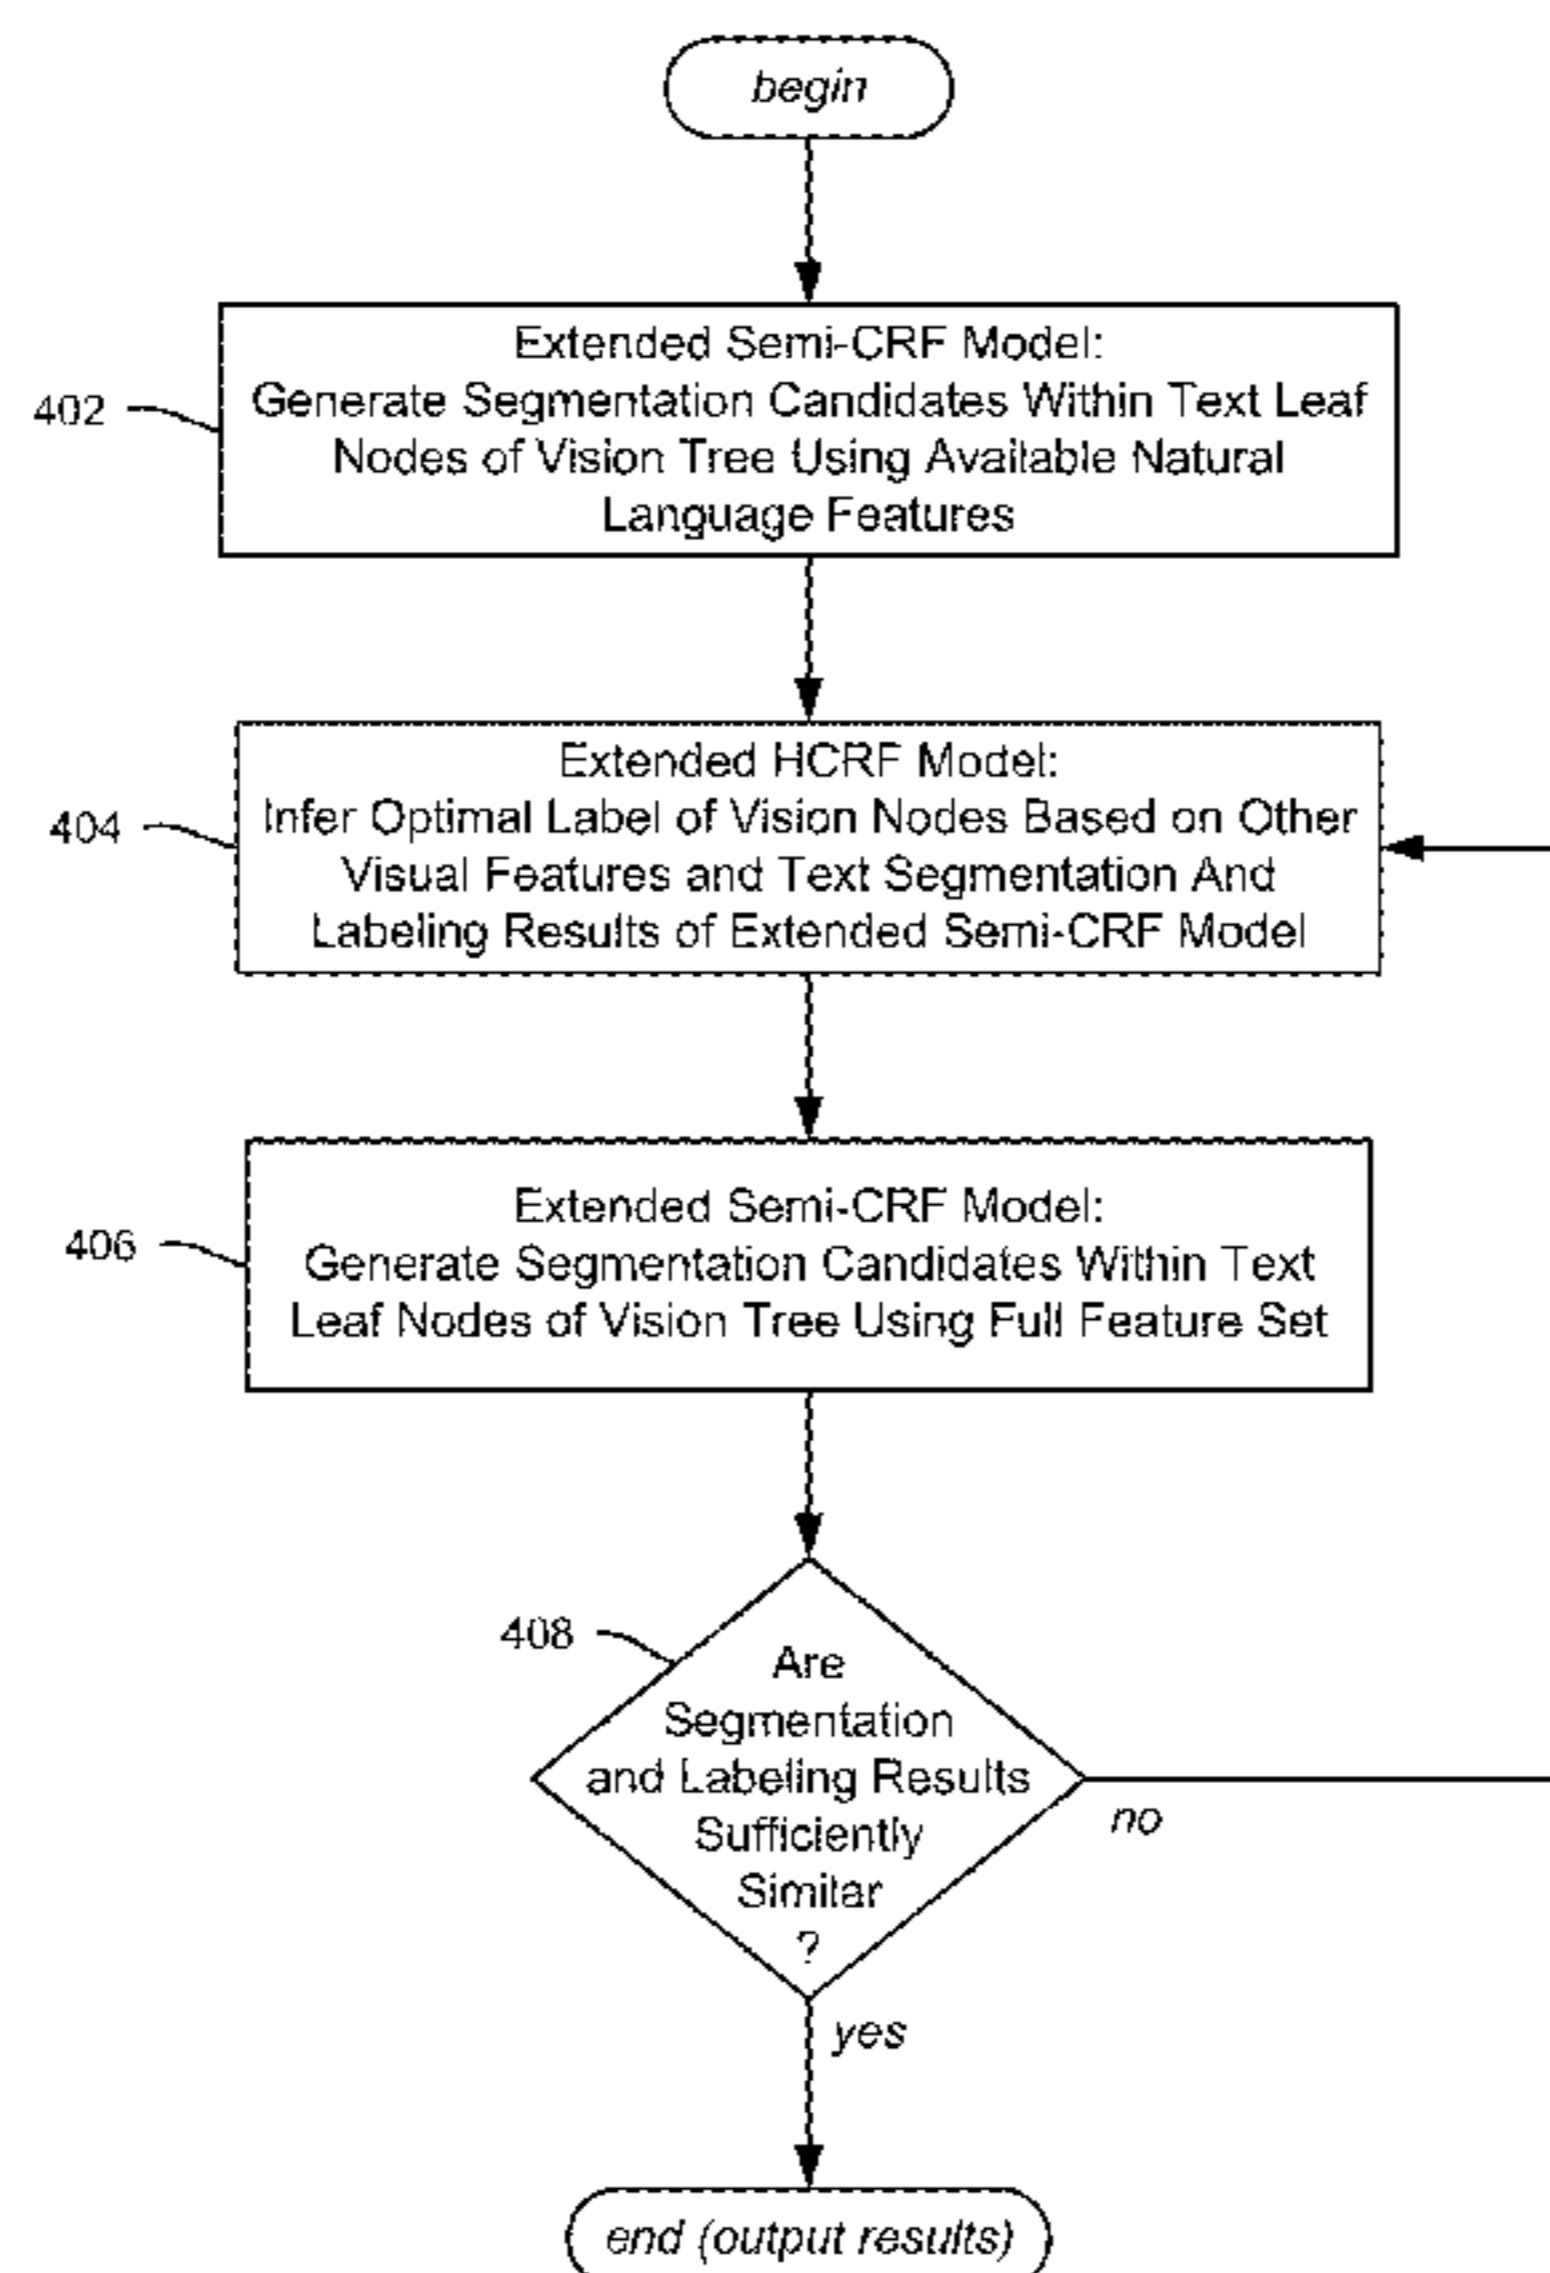 begin
Extended Semi-CRF Model:
Generate Segmentation Candidates Within Text Leaf
Nodes of Vision Tree Using Available Natural
Language Features
402
Extended HCRF Model:
Infer Optimal Label of Vision Nodes Based on Other
Visual Features and Text Segmentation And
Labeling Results of Extended Semi-CRF Model
404
Extended Semi-CRF Model:
Generate Segmentation Candidates Within Text
Leaf Nodes of Vision Tree Using Full Feature Set
406
408
Are
Segmentation
and Labeling Results
Sufficiently
Similar
?
no
yes
end (output results)